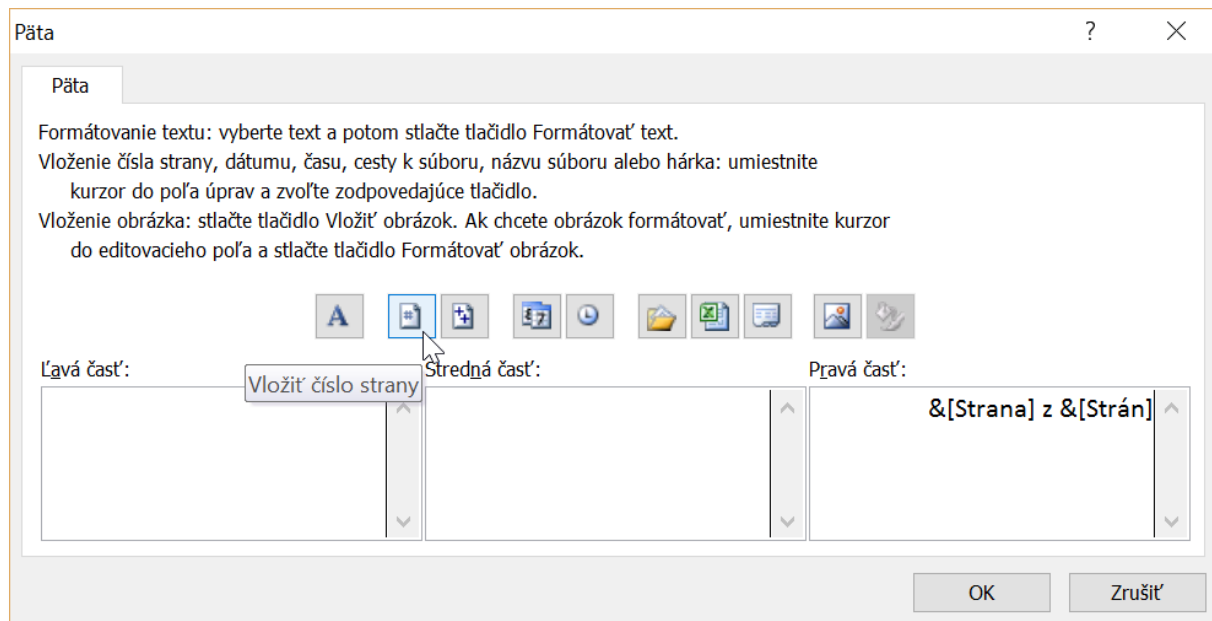 Päta
?
Päta
Formátovanie textu: vyberte text a potom stlačte tlačidlo Formátovať text.
Vloženie čísla strany, dátumu, času, cesty k súboru, názvu súboru alebo hárka: umiestnite
kurzor do poľa úprav a zvoľte zodpovedajúce tlačidlo.
Vloženie obrázka: stlačte tlačidlo Vložiť obrázok. Ak chcete obrázok formátovať, umiestnite kurzor
do editovacieho poľa a stlačte tlačidlo Formátovať obrázok.
A
Ľavá časť: Stredná časť: Pravá časť:
Vložiť číslo strany
&[Strana] z &[Strán]
OK Zrušiť